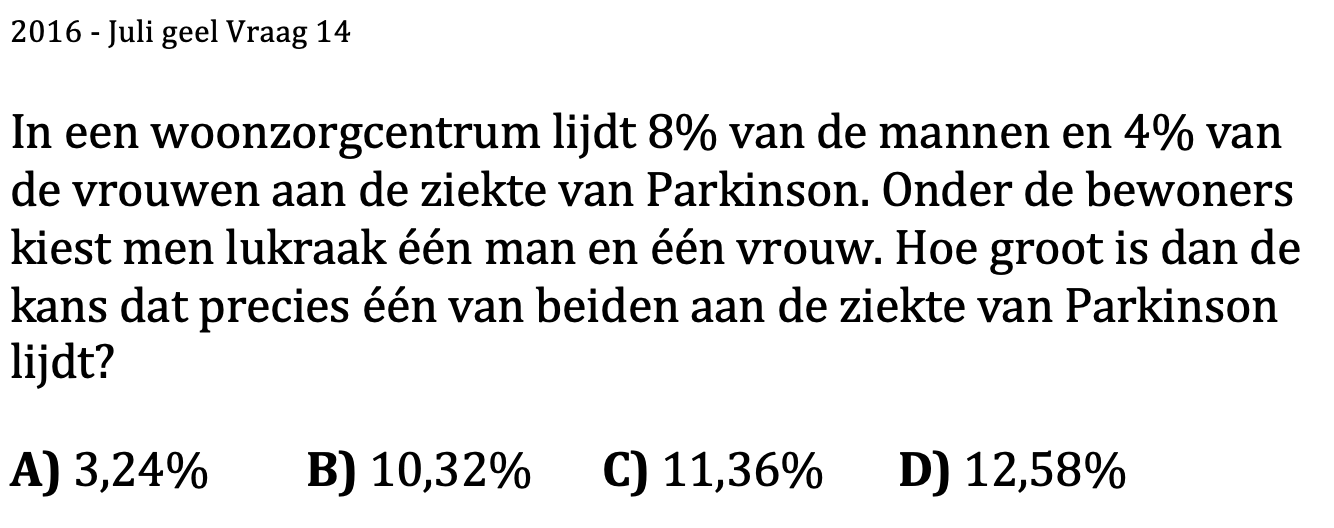 2016 - Juli geel Vraag 14
In een woonzorgcentrum lijdt 8% van de mannen en 4% van
de vrouwen aan de ziekte van Parkinson. Onder de bewoners
kiest men lukraak één man en één vrouw. Hoe groot is dan de
kans dat precies één van beiden aan de ziekte van Parkinson
lijdt?
A) 3,24% B) 10,32% C) 11,36% D) 12,58%